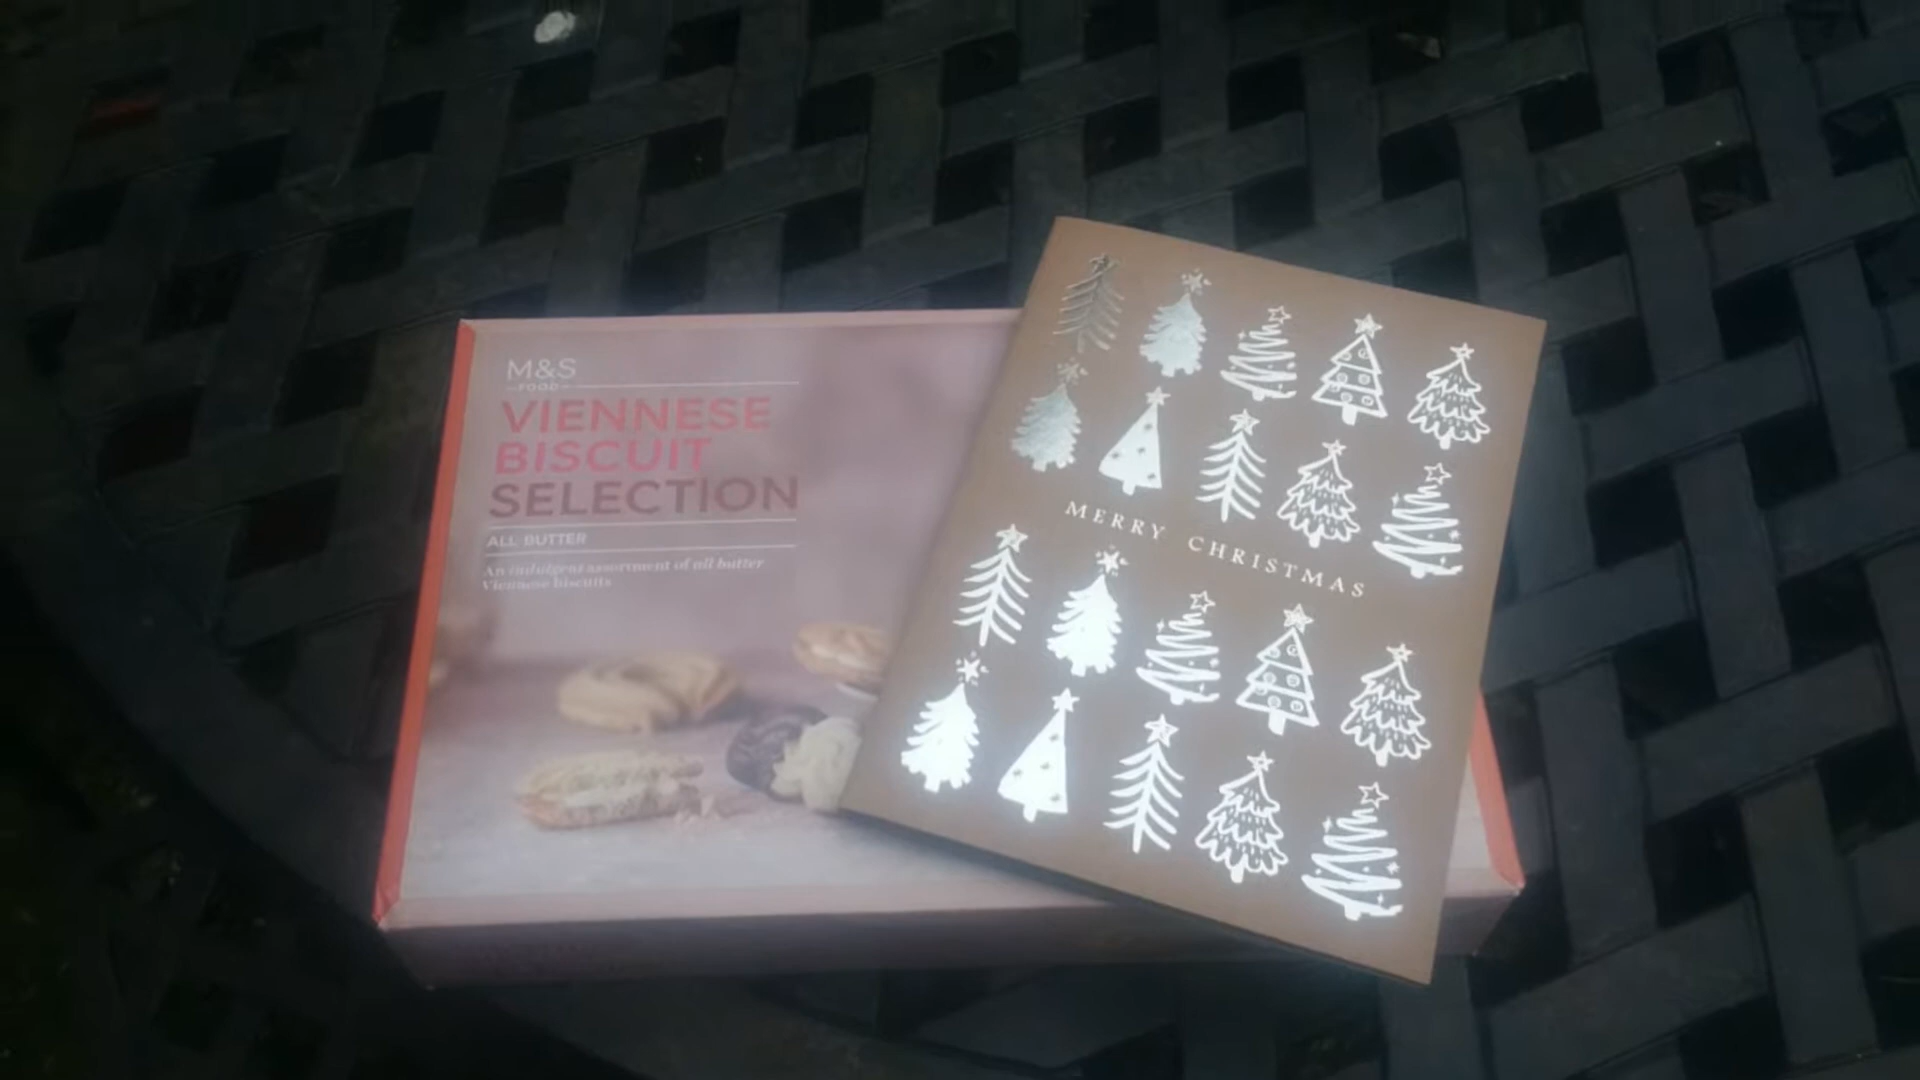 M&S
FOOD
VIENNESE
BISCUIT
SELECTION
ALL BUTTER
An indulgent assortment of all butter
Viennese biscuits
MERRY CHRISTMAS